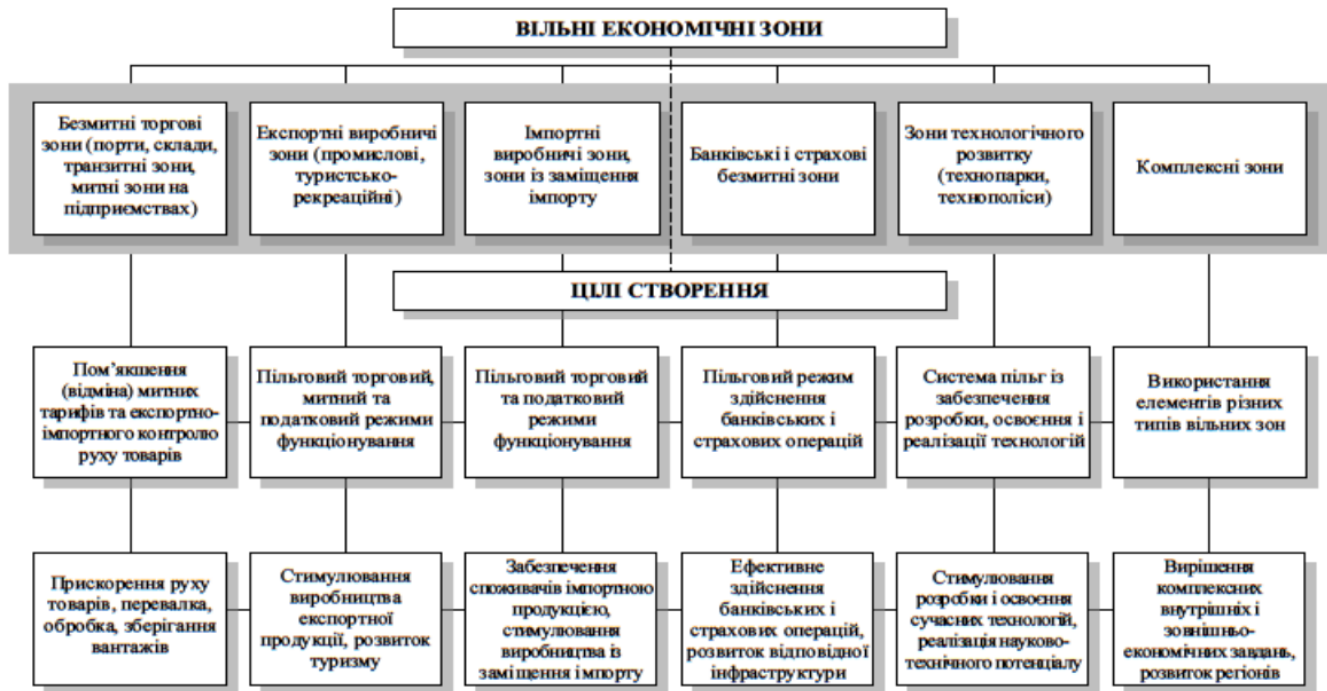 ВІЛЬНІ ЕКОНОМІЧНІ ЗОНИ
Безмитні торгові
зони (порти, склади,
транзитні зони,
митні зони на
підприємствах)
Експортні виробничі
зони (промислові,
туристсько-
рекреаційні)
Імпортні
виробничі зони,
зони із заміщення
імпорту
Банківські і страхові
безмитні зони
Зони технологічного
розвитку
(технопарки,
технополіси)
Комплексні зони
ЦІЛІ СТВОРЕННЯ
Пом’якшення
(відміна) митних
тарифів та експортно-
імпортного контролю
руху товарів
Пільговий торговий,
митний та
податковий режими
функціонування
Пільговий торговий
та податковий
режими
функціонування
Пільговий режим
здійснення
банківських і
страхових операцій
Система пільг із
забезпечення
розробки, освоєння і
реалізації технологій
Використання
елементів різних
типів вільних зон
Прискорення руху
товарів, перевалка,
обробка, зберігання
вантажів
Стимулювання
виробництва
експортної
продукції, розвиток
туризму
Забезпечення
споживачів імпортною
продукцією,
стимулювання
виробництва із
заміщення імпорту
Ефективне
здійснення
банківських і
страхових операцій,
розвиток відповідної
інфраструктури
Стимулювання
розробки і освоєння
сучасних технологій,
реалізація науково-
технічного потенціалу
Вирішення
комплексних
внутрішніх і
зовнішньо-
економічних завдань,
розвиток регіонів